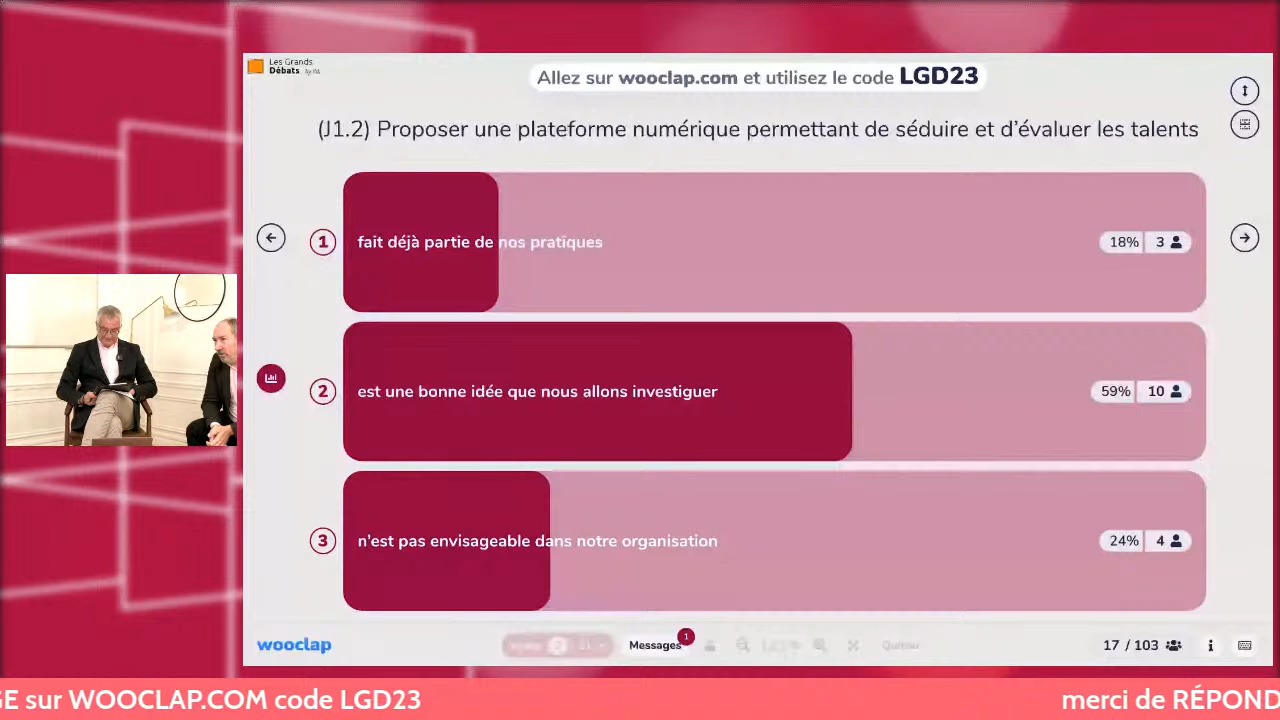 Les Grands
Débats by YCE
Allez sur wooclap.com et utilisez le code LGD23
(J1.2) Proposer une plateforme numérique permettant de séduire et d’évaluer les talents
1 fait déjà partie de nos pratiques 18% 3
2 est une bonne idée que nous allons investiguer 59% 10
3 n’est pas envisageable dans notre organisation 24% 4
wooclap
Messages 1
Quitter
17 / 103
GE sur WOOCLAP.COM code LGD23
merci de RÉPOND